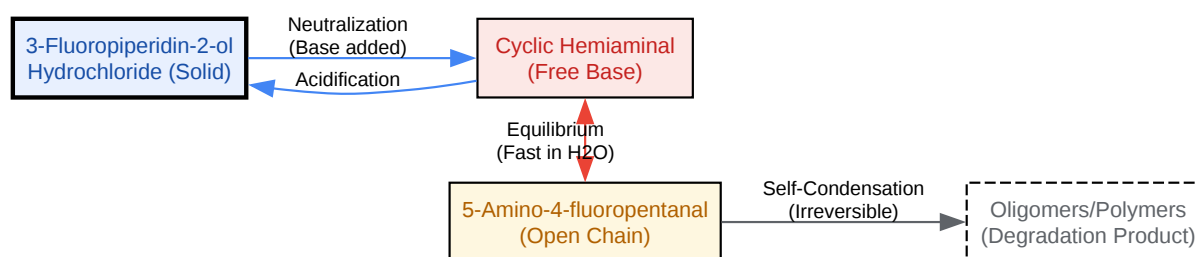 3-Fluoropiperidin-2-ol
Hydrochloride (Solid)
Neutralization
(Base added)
Acidification
Cyclic Hemiaminal
(Free Base)
Equilibrium
(Fast in H2O)
5-Amino-4-fluoropentanal
(Open Chain)
Self-Condensation
(Irreversible)
Oligomers/Polymers
(Degradation Product)